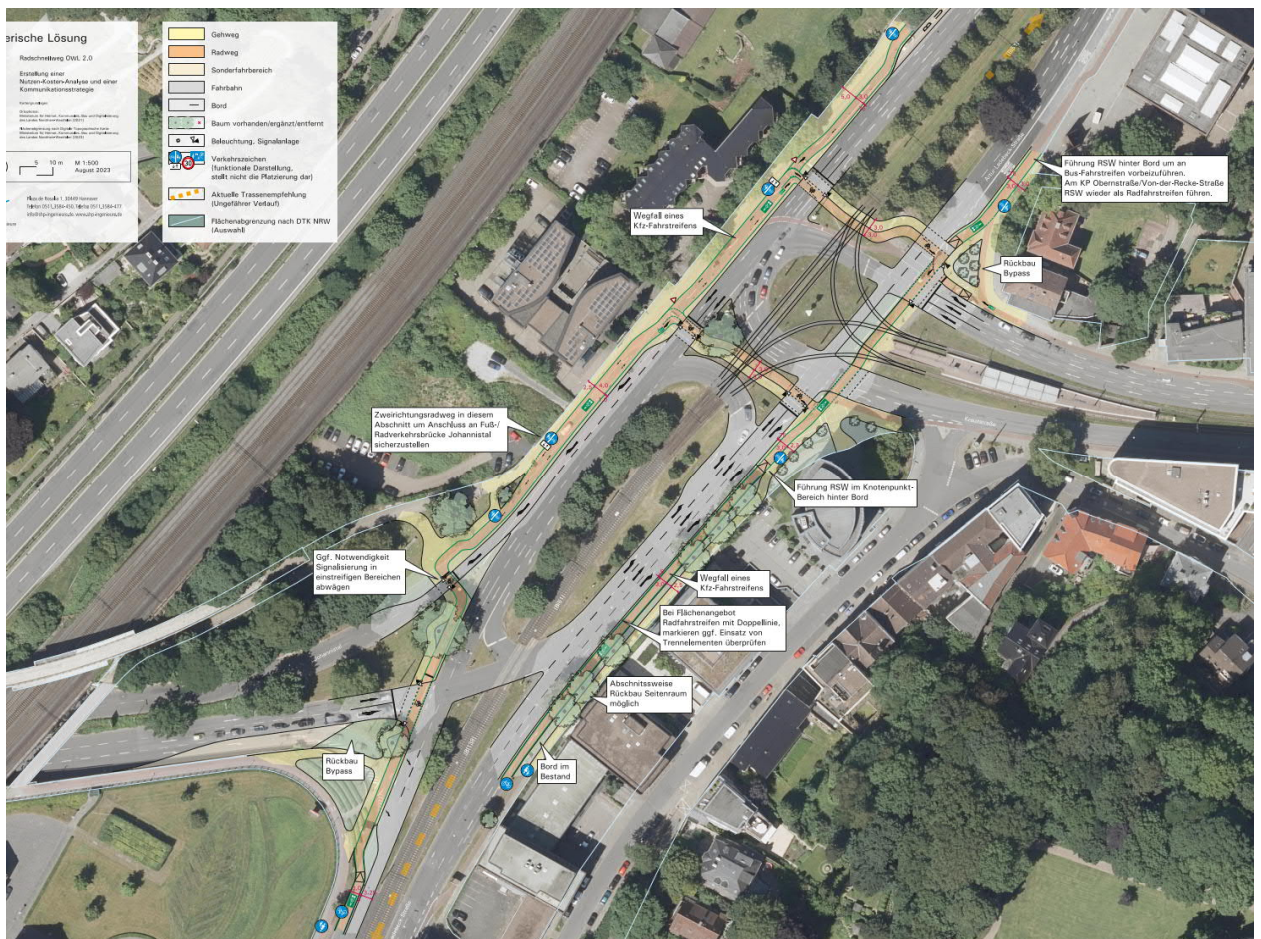 erische Lösung
Radschnellweg OWL 2.0
Erstellung einer
Nutzen-Kosten-Analyse und einer
Kommunikationsstrategie
5 10 m M 1:500
August 2023
Gehweg
Radweg
Sonderfahrbereich
Fahrbahn
Bord
Baum vorhanden/ergänzt/entfernt
Beleuchtung, Signalanlage
Verkehrszeichen
(funktionale Darstellung,
stellt nicht die Platzierung dar)
Aktuelle Trassenempfehlung
(Ungefährer Verlauf)
Flächenabgrenzung nach DTK NRW
(Auswahl)
Führung RSW hinter Bord um an
Bus-Fahrstreifen vorbeizuführen.
Am KP Obernstraße/Von-der-Recke-Straße
RSW wieder als Radfahrstreifen führen.
Wegfall eines
Kfz-Fahrstreifens
Rückbau
Bypass
Zweirichtungsradweg in diesem
Abschnitt um Anschluss an Fuß-/
Radverkehrsbrücke Johannistal
sicherzustellen
Führung RSW im Knotenpunkt-
Bereich hinter Bord
Ggf. Notwendigkeit
Signalisierung in
einstreifigen Bereichen
abwägen
Wegfall eines
Kfz-Fahrstreifens
Bei Flächenangebot
Radfahrstreifen mit Doppellinie,
markieren ggf. Einsatz von
Trennelementen überprüfen
Abschnittssweise
Rückbau Seitenraum
möglich
Rückbau
Bypass
Bord im
Bestand